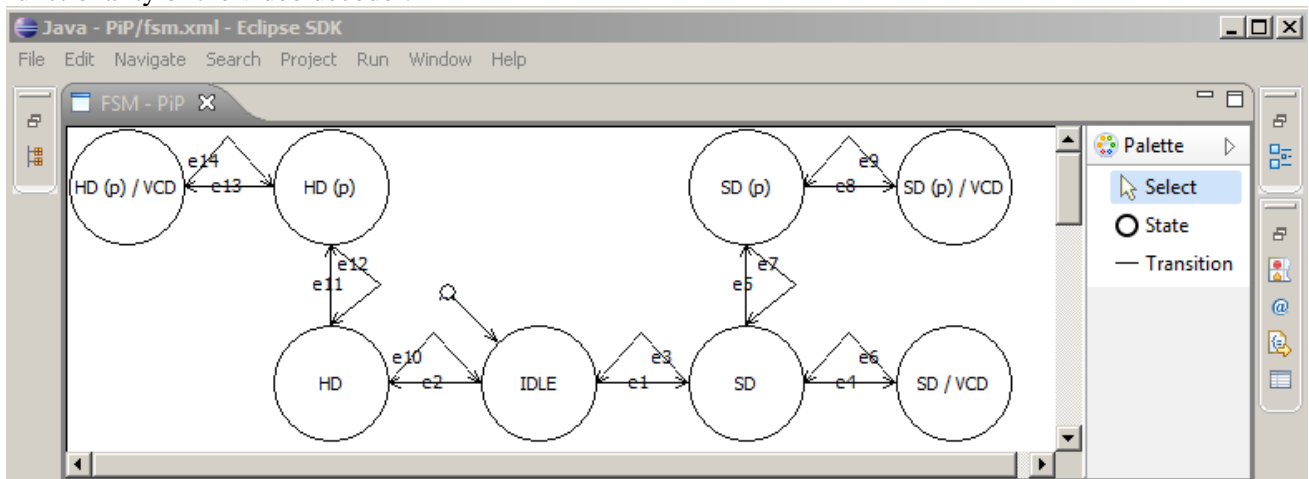 Java - PiP/fsm.xml - Eclipse SDK
File Edit Navigate Search Project Run Window Help
FSM - PiP
Palette
Select
State
Transition
HD (p) / VCD
e14
e13
HD (p)
SD (p)
e9
e8
SD (p) / VCD
e12
e11
e7
e5
HD
e10
e2
IDLE
e3
e1
SD
e6
e4
SD / VCD